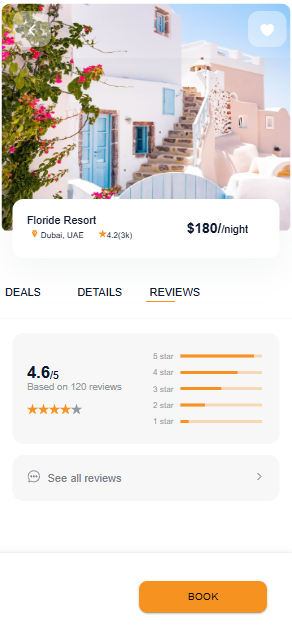 Floride Resort
Dubai, UAE 4.2(3k)
$180//night
DEALS DETAILS REVIEWS
4.6/5
Based on 120 reviews
5 star
4 star
3 star
2 star
1 star
See all reviews
BOOK